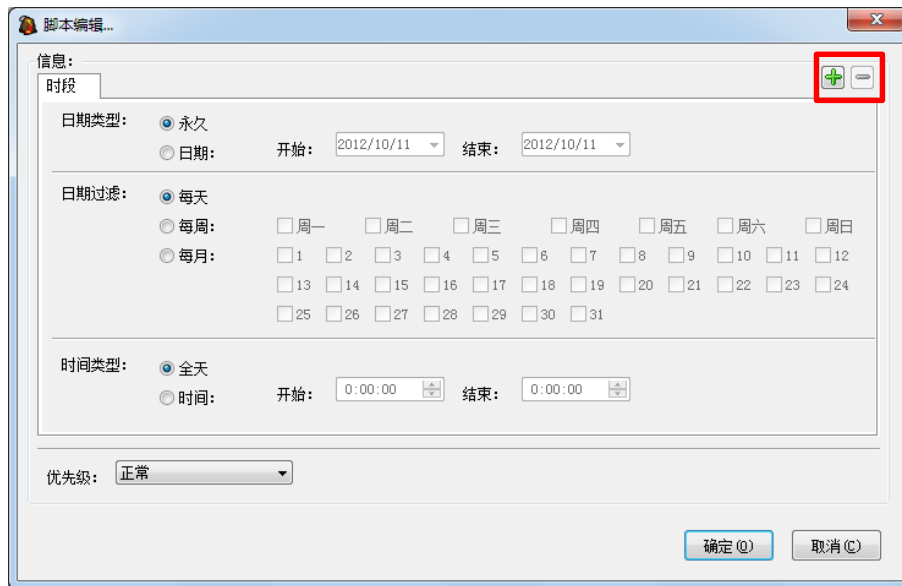 脚本编辑...
信息:
时段
日期类型: 永久
日期: 开始: 2012/10/11 结束: 2012/10/11
日期过滤: 每天
每周: 周一 周二 周三 周四 周五 周六 周日
每月: 1 2 3 4 5 6 7 8 9 10 11 12
13 14 15 16 17 18 19 20 21 22 23 24
25 26 27 28 29 30 31
时间类型: 全天
时间: 开始: 0:00:00 结束: 0:00:00
优先级: 正常
确定(O) 取消(C)